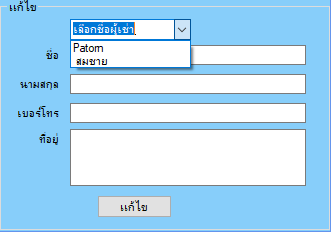 แก้ไข
เลือกชื่อผู้เช่า
Patom
สมชาย
ชื่อ
นามสกุล
เบอร์โทร
ที่อยู่
แก้ไข